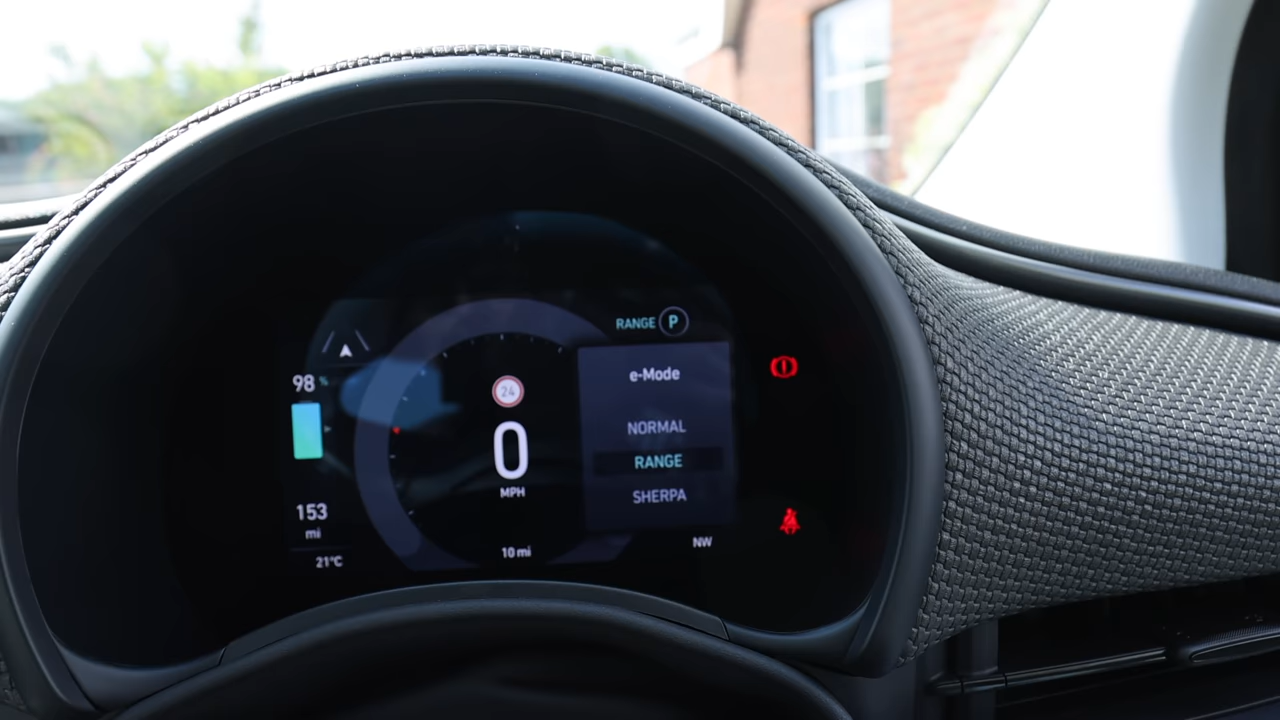 RANGE P
98 %
24
0
MPH
e-Mode
NORMAL
RANGE
SHERPA
153
mi
21°C
10 mi
NW